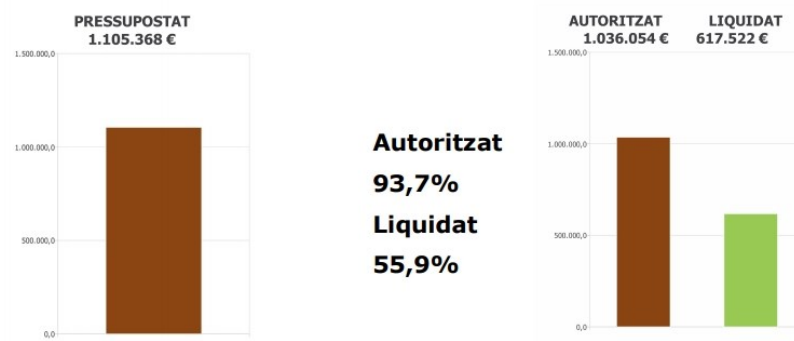 PRESSUPOSTAT
1.105.368 €
1.500.000,0
1.000.000,0
500.000,0
0,0
Autoritzat
93,7%
Liquidat
55,9%
AUTORITZAT LIQUIDAT
1.036.054 € 617.522 €
1.500.000,0
1.000.000,0
500.000,0
0,0